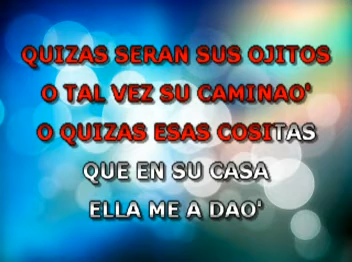 QUIZAS SERAN SUS OJITOS
O TAL VEZ SU CAMINAO'
O QUIZAS ESAS COSITAS
QUE EN SU CASA
ELLA ME A DAO'